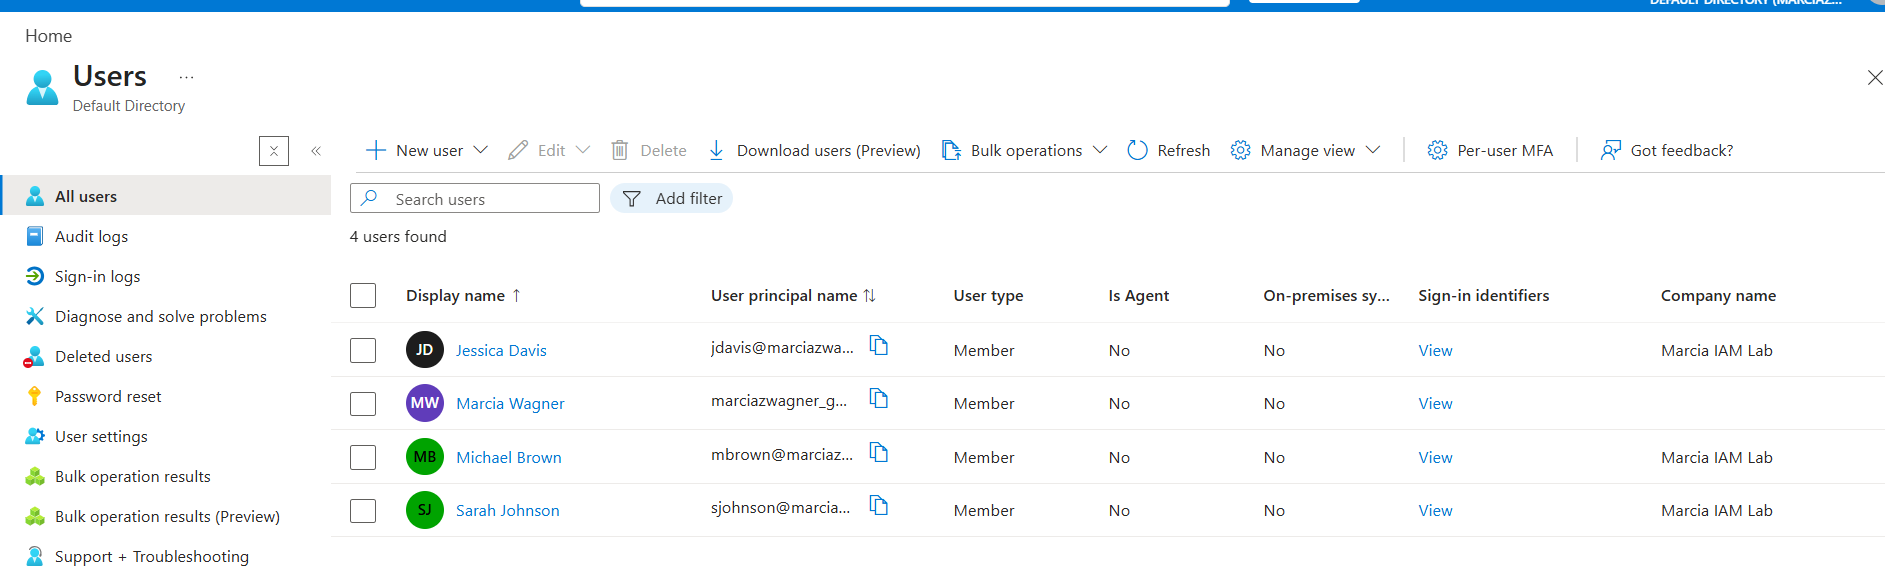 DEFAULT DIRECTORY (MARCIAZ...
Home
Users ...
Default Directory
New user Edit Delete Download users (Preview) Bulk operations Refresh Manage view Per-user MFA Got feedback?
All users
Audit logs
Sign-in logs
Diagnose and solve problems
Deleted users
Password reset
User settings
Bulk operation results
Bulk operation results (Preview)
Support + Troubleshooting
Search users Add filter
4 users found
Display name User principal name User type Is Agent On-premises sy... Sign-in identifiers Company name
JD Jessica Davis jdavis@marciazwa... Member No No View Marcia IAM Lab
MW Marcia Wagner marciazwagner_g... Member No No View
MB Michael Brown mbrown@marciaz... Member No No View Marcia IAM Lab
SJ Sarah Johnson sjohnson@marcia... Member No No View Marcia IAM Lab